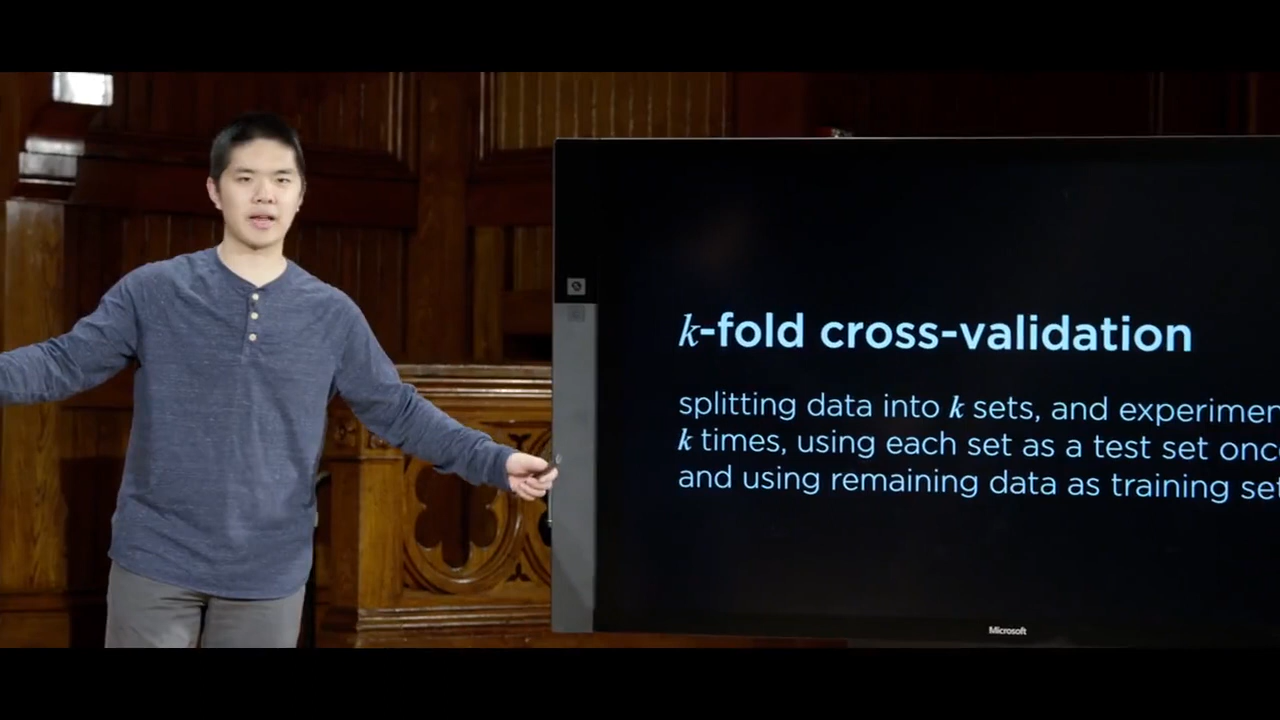 k-fold cross-validation
splitting data into k sets, and experimen
k times, using each set as a test set once
and using remaining data as training set
Microsoft